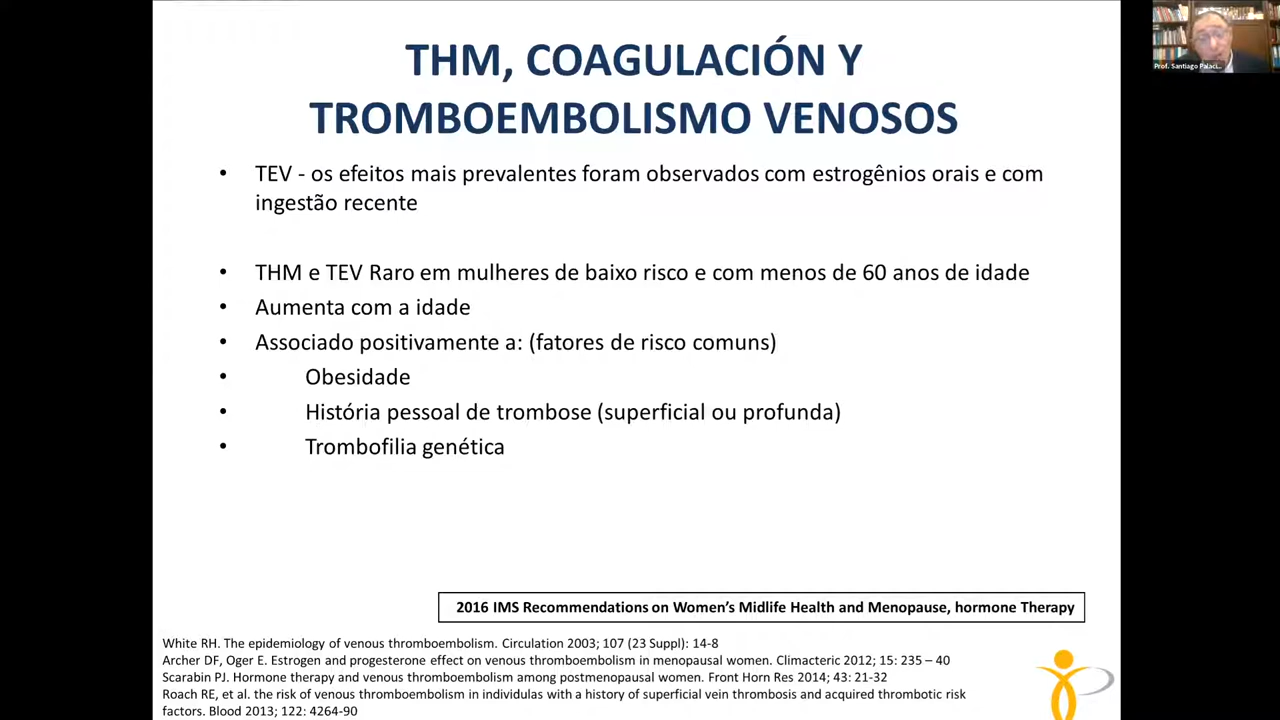 THM, COAGULACIÓN Y
TROMBOEMBOLISMO VENOSOS
• TEV - os efeitos mais prevalentes foram observados com estrogênios orais e com
ingestão recente
• THM e TEV Raro em mulheres de baixo risco e com menos de 60 anos de idade
• Aumenta com a idade
• Associado positivamente a: (fatores de risco comuns)
• Obesidade
• História pessoal de trombose (superficial ou profunda)
• Trombofilia genética
2016 IMS Recommendations on Women's Midlife Health and Menopause, hormone Therapy
White RH. The epidemiology of venous thromboembolism. Circulation 2003; 107 (23 Suppl): 14-8
Archer DF, Oger E. Estrogen and progesterone effect on venous thromboembolism in menopausal women. Climacteric 2012; 15: 235 – 40
Scarabin PJ. Hormone therapy and venous thromboembolism among postmenopausal women. Front Horn Res 2014; 43: 21-32
Roach RE, et al. the risk of venous thromboembolism in individulas with a history of superficial vein thrombosis and acquired thrombotic risk
factors. Blood 2013; 122: 4264-90
Prof. Santiago Palaci...